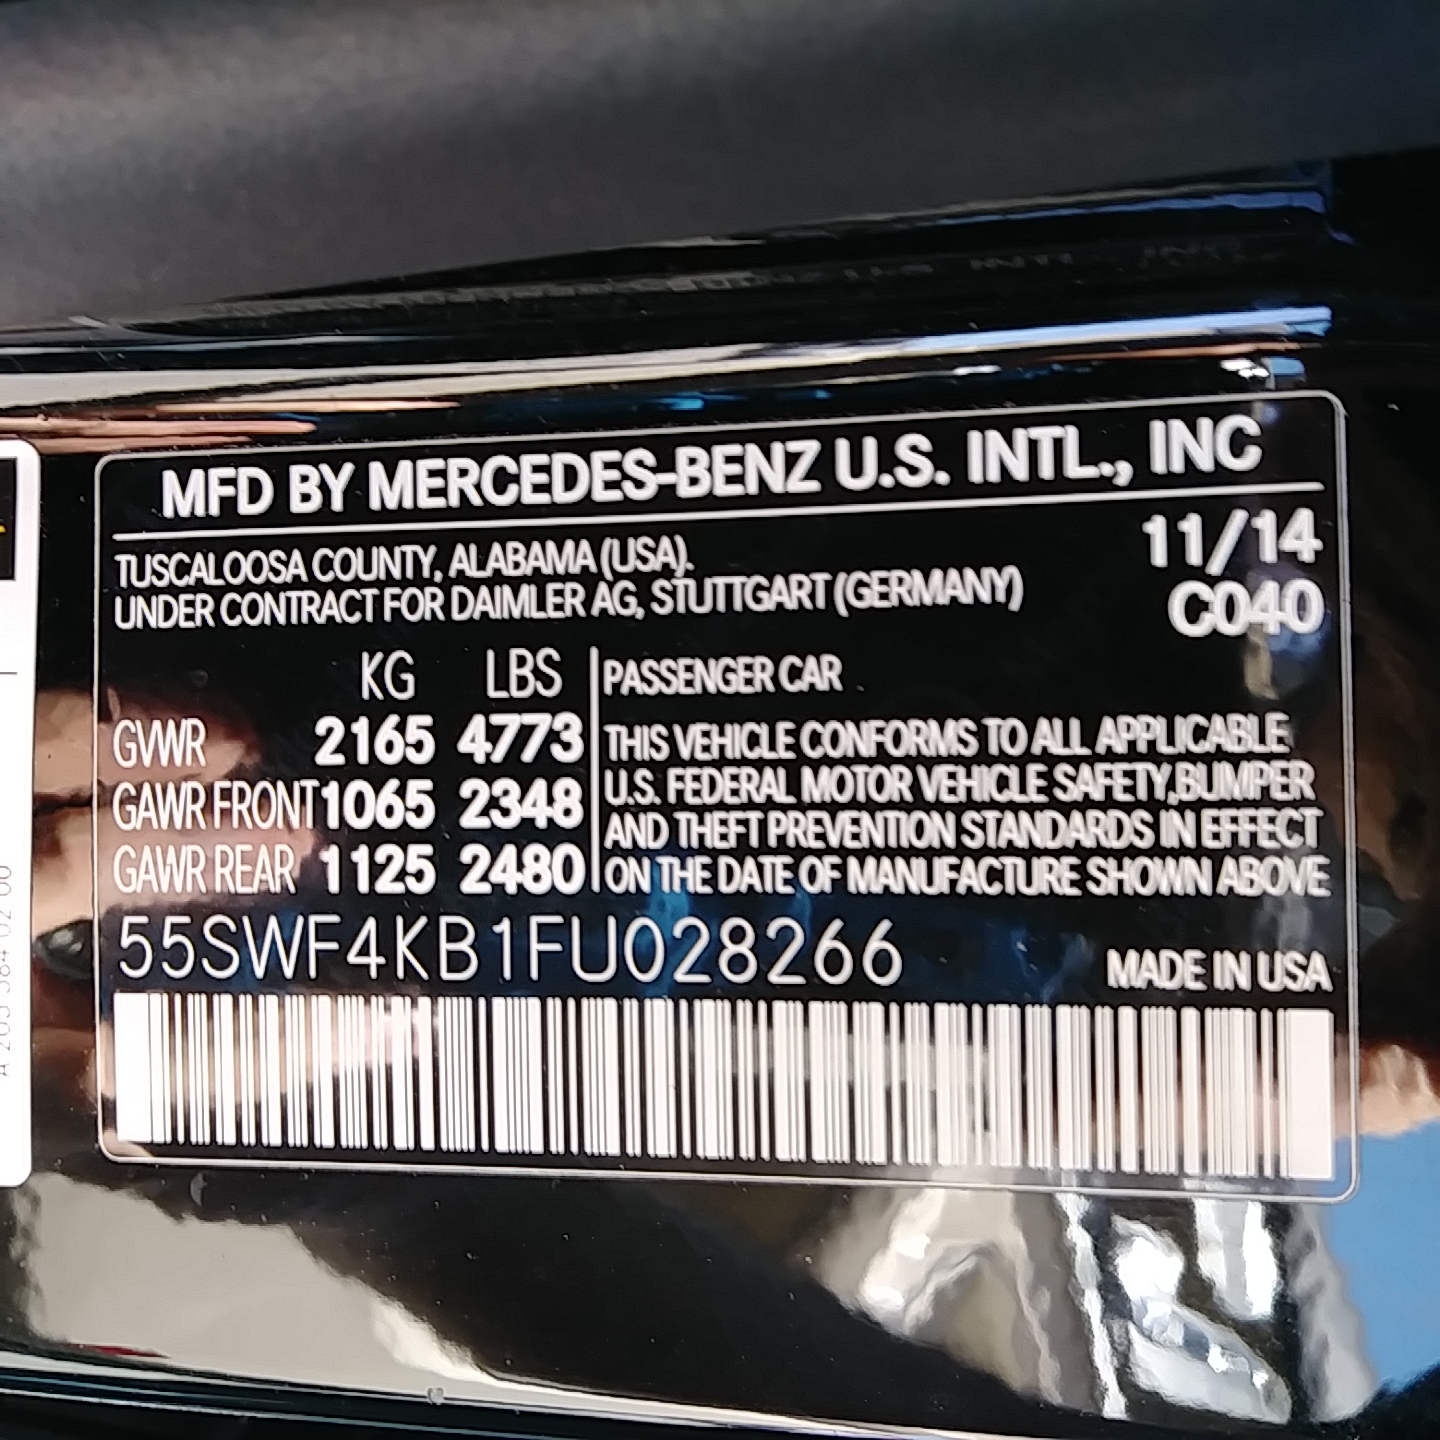 MFD BY MERCEDES-BENZ U.S. INTL., INC
TUSCALOOSA COUNTY, ALABAMA (USA).
UNDER CONTRACT FOR DAIMLER AG, STUTTGART (GERMANY)
11/14
C040
KG LBS
GVWR 2165 4773
GAWR FRONT 1065 2348
GAWR REAR 1125 2480
PASSENGER CAR
THIS VEHICLE CONFORMS TO ALL APPLICABLE
U.S. FEDERAL MOTOR VEHICLE SAFETY,BUMPER
AND THEFT PREVENTION STANDARDS IN EFFECT
ON THE DATE OF MANUFACTURE SHOWN ABOVE
55SWF4KB1FU028266
MADE IN USA